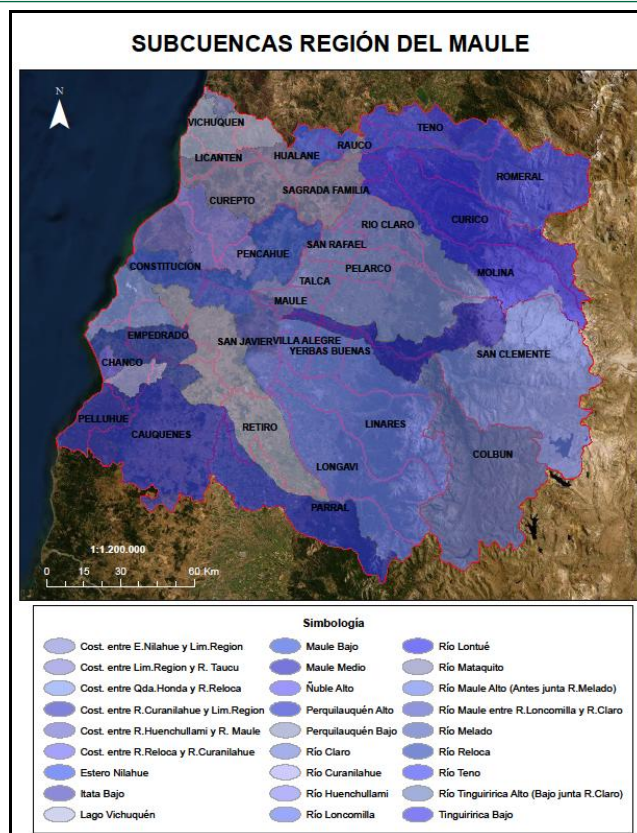 SUBCUENCAS REGIÓN DEL MAULE
N
VICHUQUEN
TENO
RAUCO
HUALANE
LICANTEN
ROMERAL
SAGRADA FAMILIA
CUREPTO
CURICO
RIO CLARO
SAN RAFAEL
PENCAHUE
CONSTITUCION
PELARCO
MOLINA
TALCA
MAULE
EMPEDRADO
SAN JAVIER
VILLA ALEGRE
YERBAS BUENAS
SAN CLEMENTE
CHANCO
PELLUHUE
CAUQUENES
RETIRO
LINARES
COLBUN
LONGAVI
PARRAL
1:1.200.000
0 15 30 60 Km
Simbología
Cost. entre E.Nilahue y Lim.Region
Cost. entre Lim.Region y R. Taucu
Cost. entre Qda.Honda y R.Reloca
Cost. entre R.Curanilahue y Lim.Region
Cost. entre R.Huenchullami y R. Maule
Cost. entre R.Reloca y R.Curanilahue
Estero Nilahue
Itata Bajo
Lago Vichuquén
Maule Bajo
Maule Medio
Ñuble Alto
Perquilauquén Alto
Perquilauquén Bajo
Río Claro
Río Curanilahue
Río Huenchullami
Río Loncomilla
Río Lontué
Río Mataquito
Río Maule Alto (Antes junta R.Melado)
Río Maule entre R.Loncomilla y R.Claro
Río Melado
Río Reloca
Río Teno
Río Tinguiririca Alto (Bajo junta R.Claro)
Tinguiririca Bajo